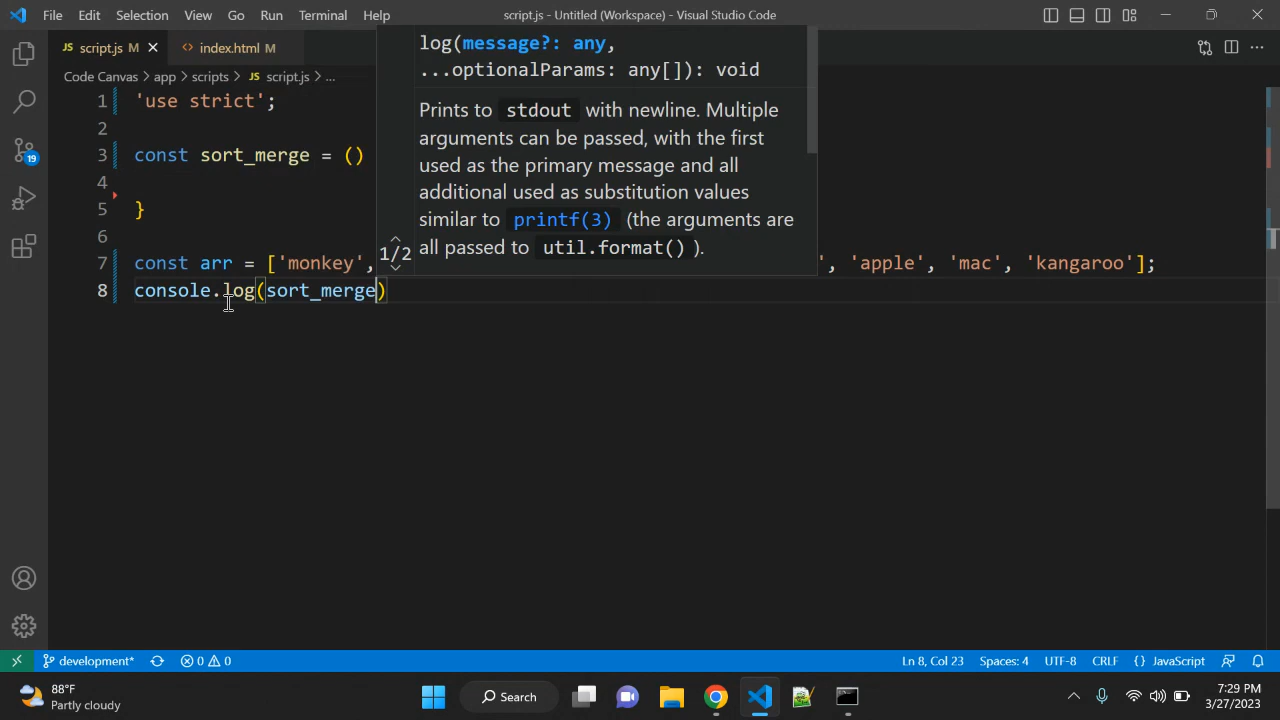 File Edit Selection View Go Run Terminal Help script.js - Untitled (Workspace) - Visual Studio Code
script.js M index.html M
Code Canvas app scripts script.js ...
1 'use strict';
2
3 const sort_merge = ()
4
5 }
6
7 const arr = ['monkey', ', 'apple', 'mac', 'kangaroo'];
8 console.log(sort_merge)
log(message?: any,
...optionalParams: any[]): void
Prints to stdout with newline. Multiple
arguments can be passed, with the first
used as the primary message and all
additional used as substitution values
similar to printf(3) (the arguments are
all passed to util.format() ).
1/2
19
development* 0 0 Ln 8, Col 23 Spaces: 4 UTF-8 CRLF {} JavaScript
88°F
Partly cloudy
Search
7:29 PM
3/27/2023